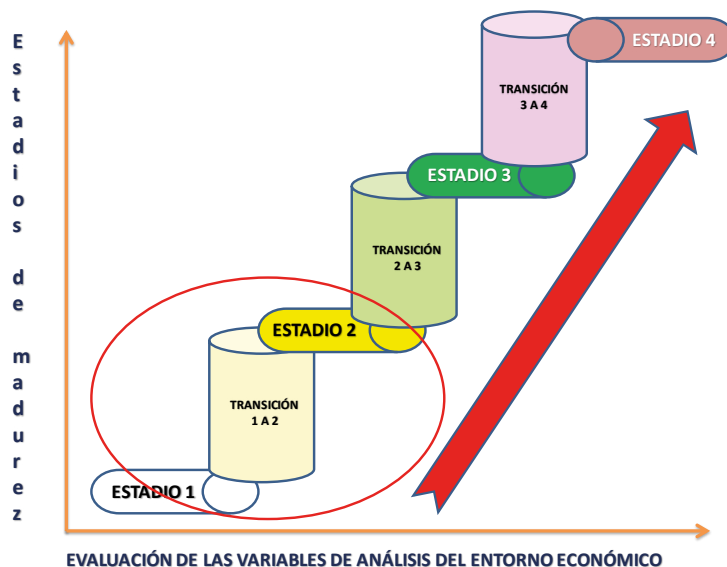 Estadios de madurez
ESTADIO 4
TRANSICIÓN
3 A 4
ESTADIO 3
TRANSICIÓN
2 A 3
ESTADIO 2
TRANSICIÓN
1 A 2
ESTADIO 1
EVALUACIÓN DE LAS VARIABLES DE ANÁLISIS DEL ENTORNO ECONÓMICO